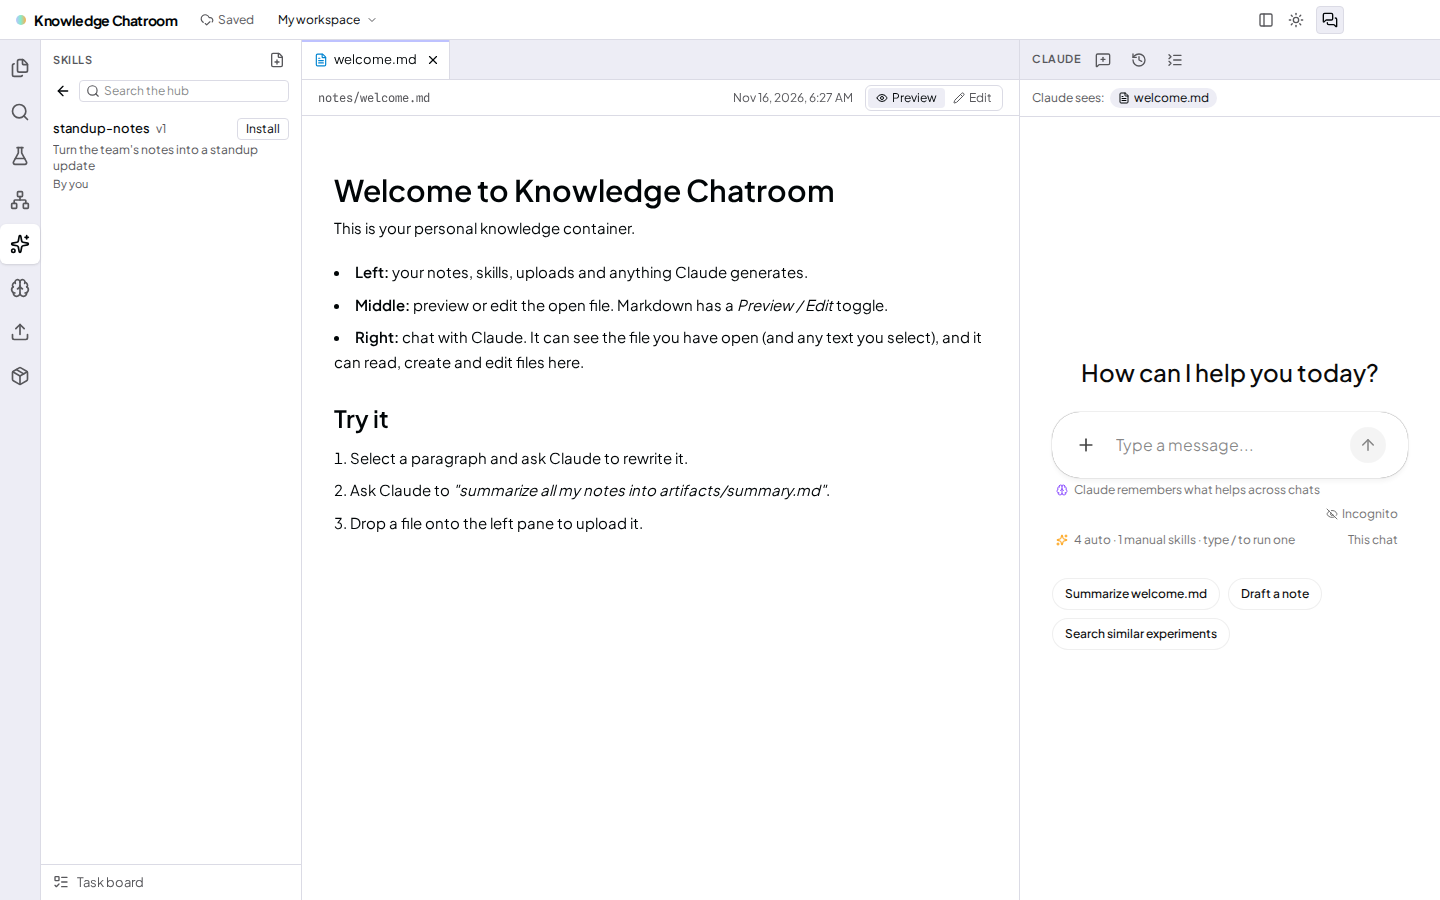 Knowledge Chatroom
Saved
My workspace
SKILLS
Search the hub
standup-notes v1
Install
Turn the team's notes into a standup
update
By you
Task board
welcome.md
notes/welcome.md
Nov 16, 2026, 6:27 AM
Preview
Edit
Welcome to Knowledge Chatroom
This is your personal knowledge container.
• Left: your notes, skills, uploads and anything Claude generates.
• Middle: preview or edit the open file. Markdown has a Preview / Edit toggle.
• Right: chat with Claude. It can see the file you have open (and any text you select), and it
can read, create and edit files here.
Try it
1. Select a paragraph and ask Claude to rewrite it.
2. Ask Claude to "summarize all my notes into artifacts/summary.md".
3. Drop a file onto the left pane to upload it.
CLAUDE
Claude sees: welcome.md
How can I help you today?
Type a message...
Claude remembers what helps across chats
Incognito
4 auto · 1 manual skills · type / to run one
This chat
Summarize welcome.md
Draft a note
Search similar experiments